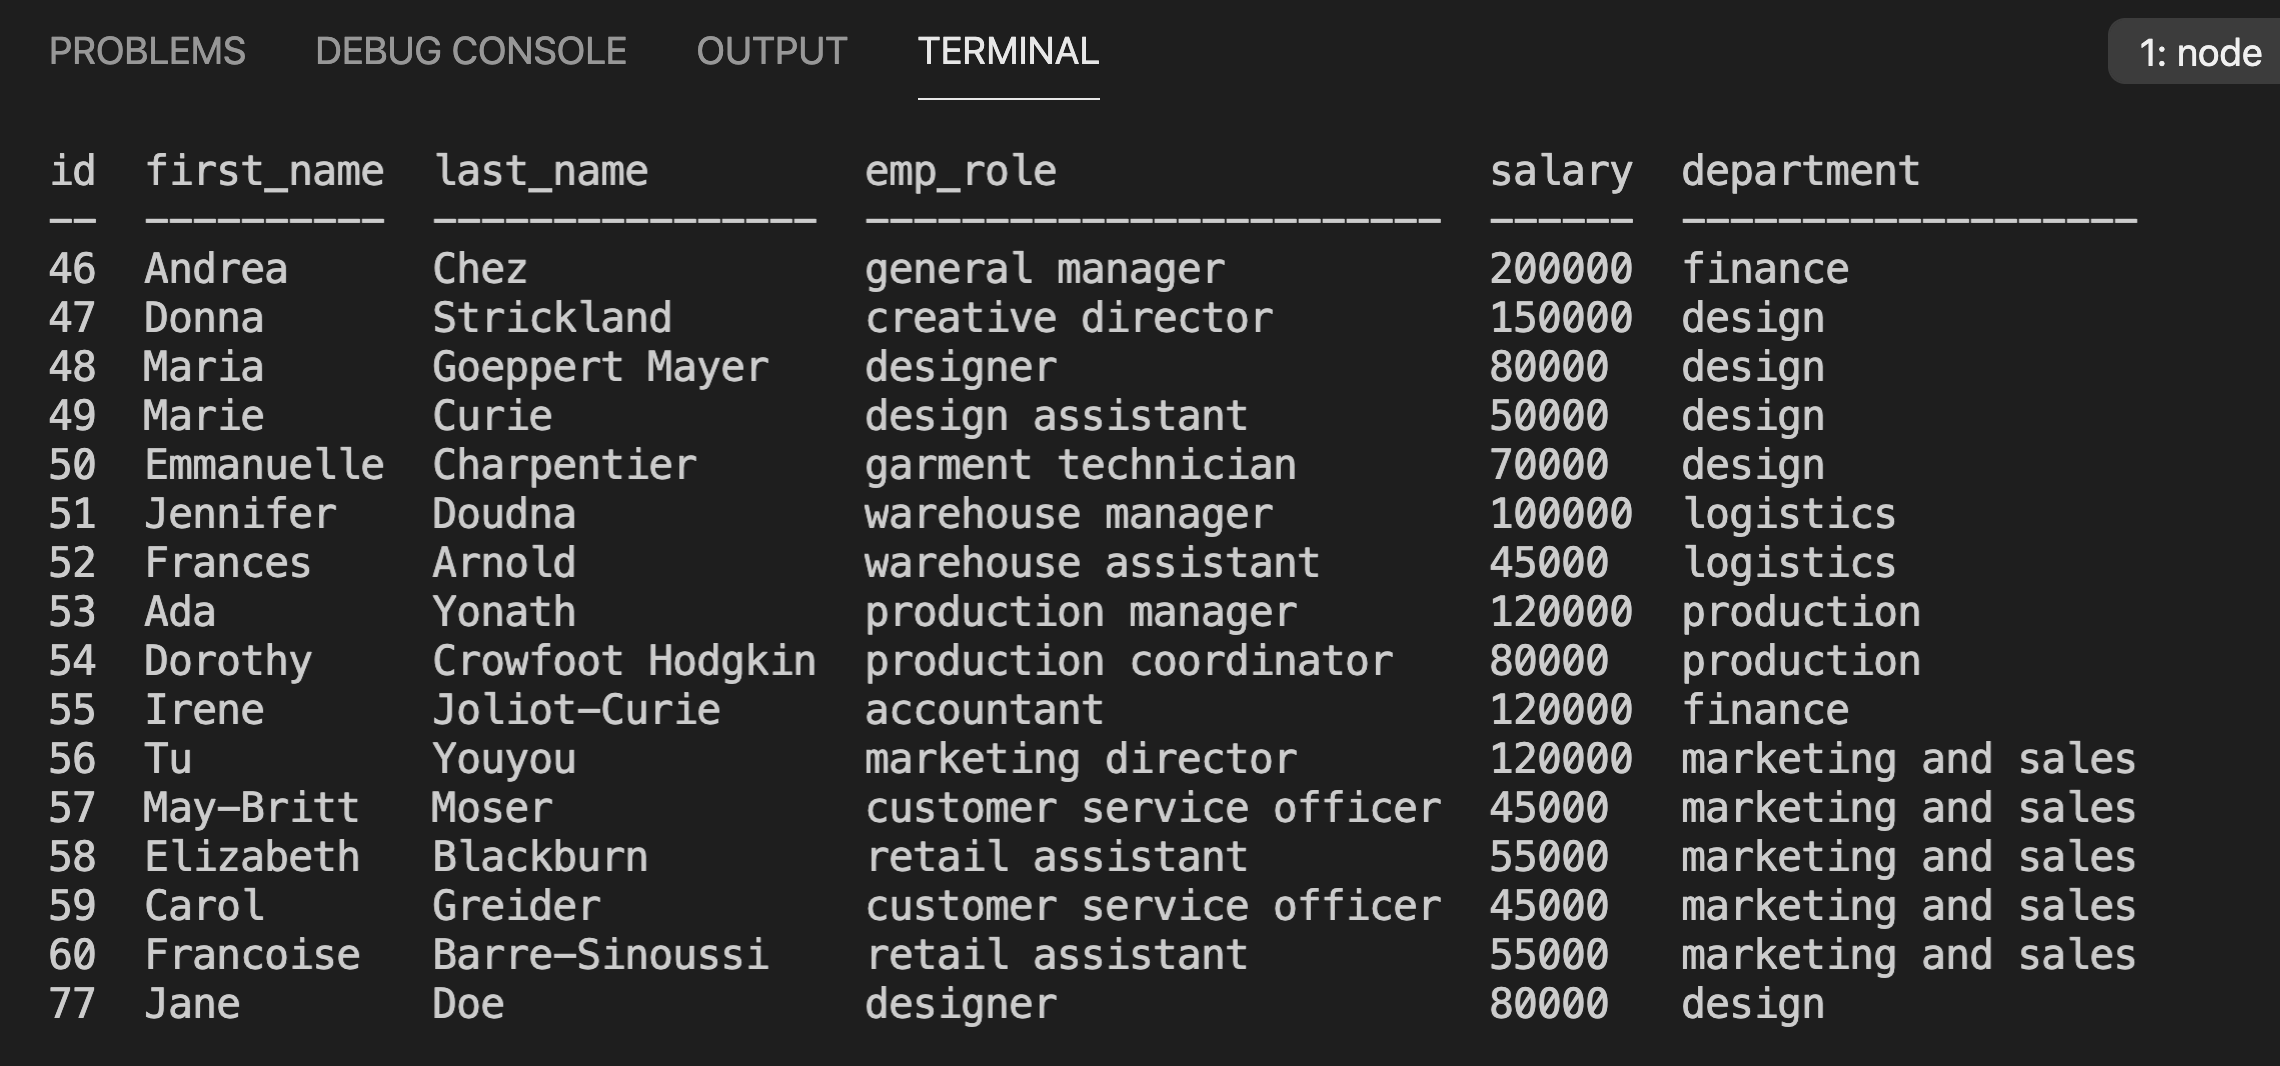 PROBLEMS DEBUG CONSOLE OUTPUT TERMINAL 1: node
id  first_name  last_name        emp_role                  salary  department
--  ----------  ----------------  ------------------------  ------  -------------------
46  Andrea      Chez              general manager           200000  finance
47  Donna       Strickland        creative director         150000  design
48  Maria       Goeppert Mayer    designer                  80000   design
49  Marie       Curie             design assistant          50000   design
50  Emmanuelle  Charpentier       garment technician        70000   design
51  Jennifer    Doudna            warehouse manager         100000  logistics
52  Frances     Arnold            warehouse assistant       45000   logistics
53  Ada         Yonath            production manager        120000  production
54  Dorothy     Crowfoot Hodgkin  production coordinator    80000   production
55  Irene       Joliot-Curie      accountant                120000  finance
56  Tu          Youyou            marketing director        120000  marketing and sales
57  May-Britt   Moser             customer service officer  45000   marketing and sales
58  Elizabeth   Blackburn         retail assistant          55000   marketing and sales
59  Carol       Greider           customer service officer  45000   marketing and sales
60  Francoise   Barre-Sinoussi    retail assistant          55000   marketing and sales
77  Jane        Doe               designer                  80000   design